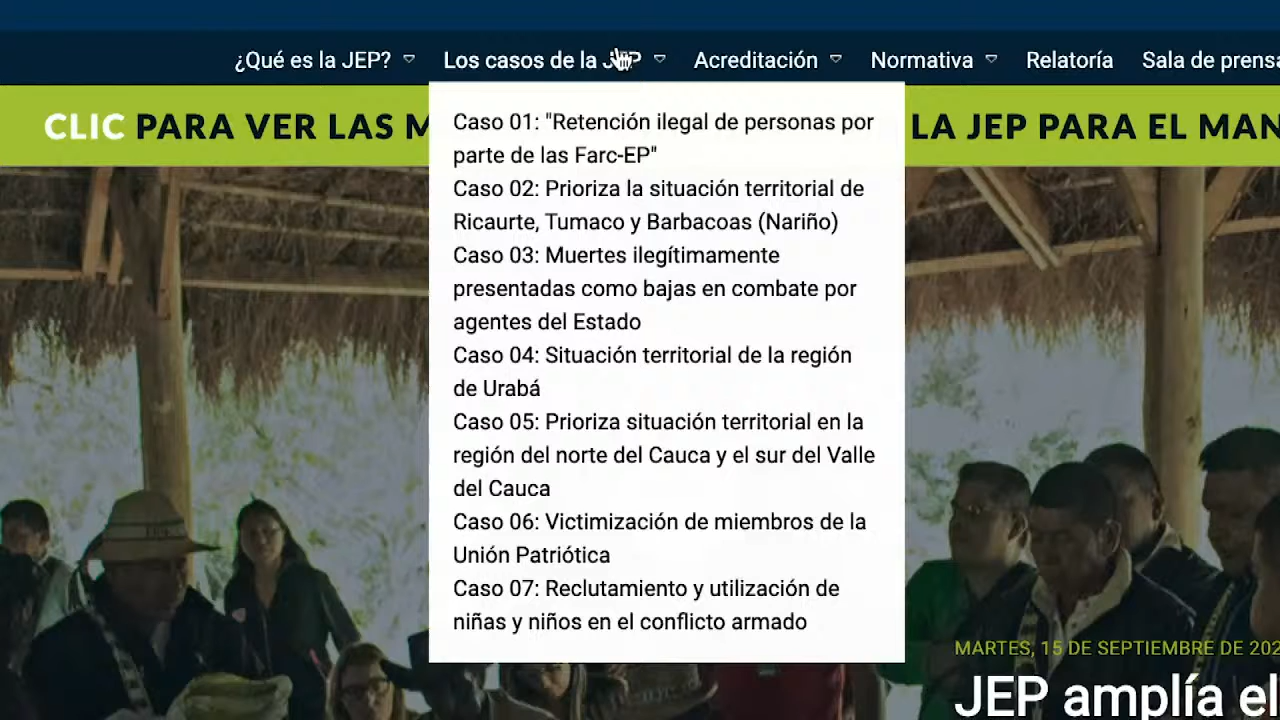 ¿Qué es la JEP? Los casos de la JEP Acreditación Normativa Relatoría Sala de prensa
CLIC PARA VER LAS LA JEP PARA EL
Caso 01: "Retención ilegal de personas por
parte de las Farc-EP"
Caso 02: Prioriza la situación territorial de
Ricaurte, Tumaco y Barbacoas (Nariño)
Caso 03: Muertes ilegítimamente
presentadas como bajas en combate por
agentes del Estado
Caso 04: Situación territorial de la región
de Urabá
Caso 05: Prioriza situación territorial en la
región del norte del Cauca y el sur del Valle
del Cauca
Caso 06: Victimización de miembros de la
Unión Patriótica
Caso 07: Reclutamiento y utilización de
niñas y niños en el conflicto armado
MARTES, 15 DE SEPTIEMBRE DE
JEP amplía el